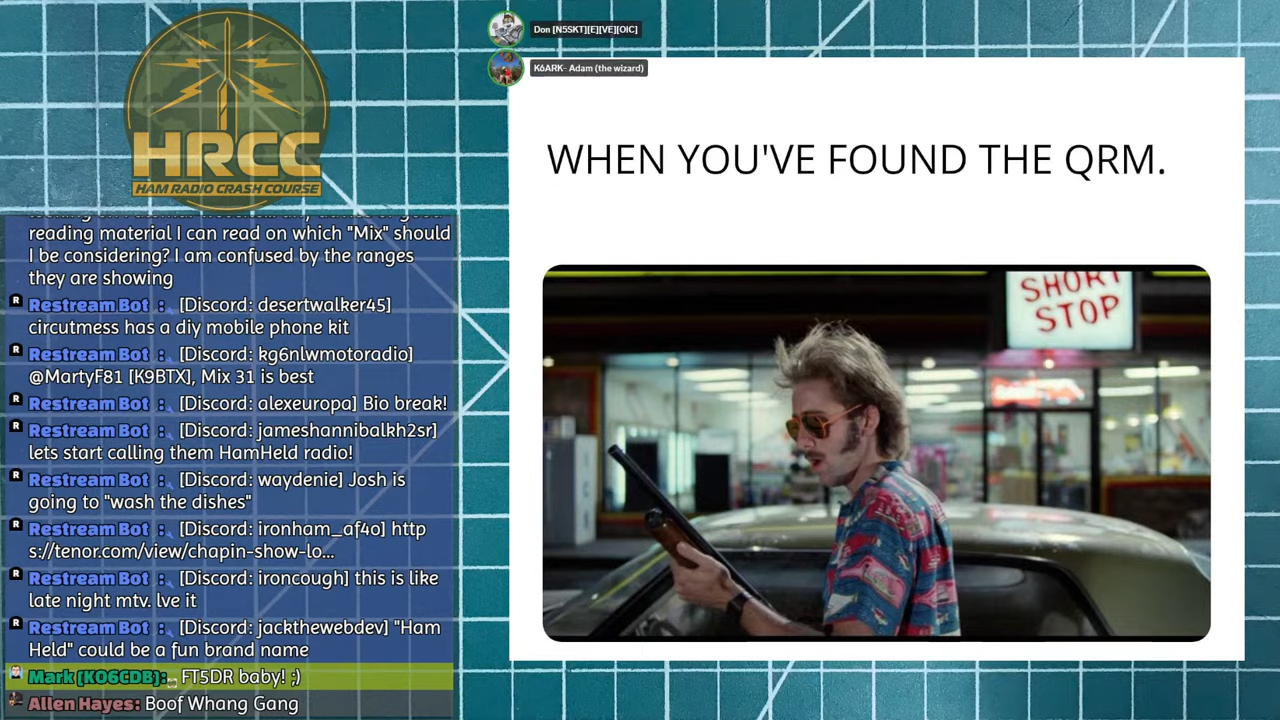 HRCC
HAM RADIO CRASH COURSE
Don [N5SKT][E][VE][OIC]
K6ARK- Adam (the wizard)
WHEN YOU'VE FOUND THE QRM.
SHORT
STOP
reading material I can read on which "Mix" should
I be considering? I am confused by the ranges
they are showing
Restream Bot : [Discord: desertwalker45]
circutmess has a diy mobile phone kit
Restream Bot : [Discord: kg6nlwmotoradio]
@MartyF81 [K9BTX], Mix 31 is best
Restream Bot : [Discord: alexeuropa] Bio break!
Restream Bot : [Discord: jameshannibalkh2sr]
lets start calling them HamHeld radio!
Restream Bot : [Discord: waydenie] Josh is
going to "wash the dishes"
Restream Bot : [Discord: ironham_af4o] http
s://tenor.com/view/chapin-show-lo...
Restream Bot : [Discord: ironcough] this is like
late night mtv. lve it
Restream Bot : [Discord: jackthewebdev] "Ham
Held" could be a fun brand name
Mark (KO6CDB): FT5DR baby! ;)
Allen Hayes: Boof Whang Gang